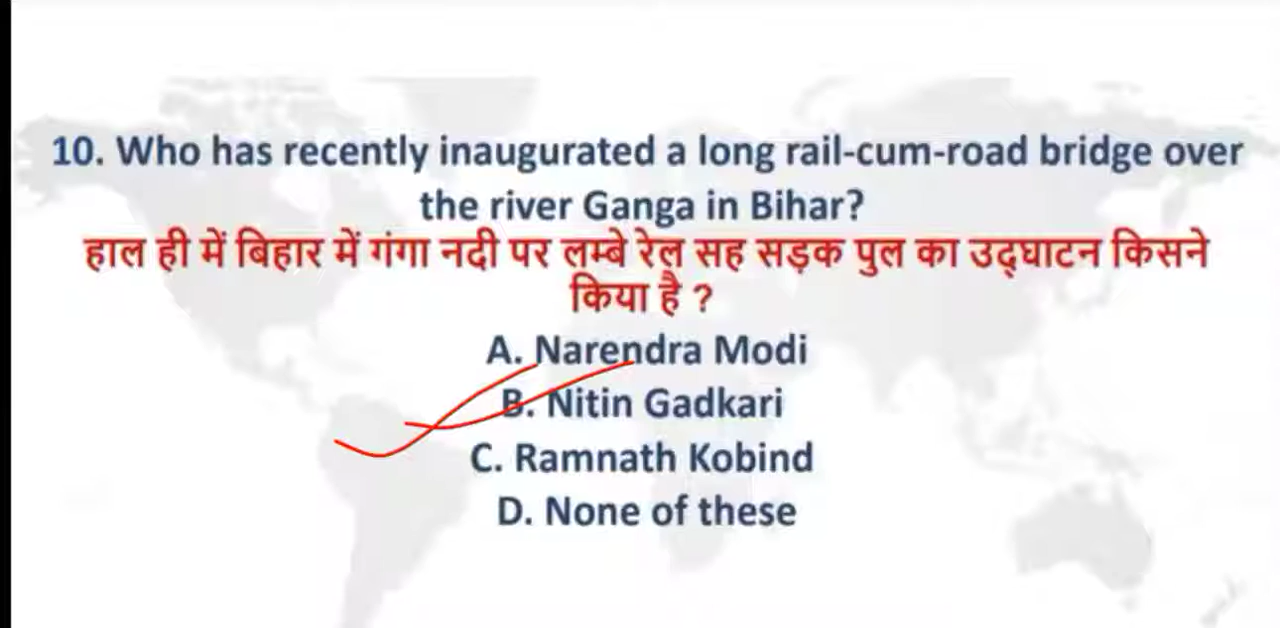 10. Who has recently inaugurated a long rail-cum-road bridge over
the river Ganga in Bihar?
हाल ही में बिहार में गंगा नदी पर लम्बे रेल सह सड़क पुल का उद्घाटन किसने
किया है ?
A. Narendra Modi
B. Nitin Gadkari
C. Ramnath Kobind
D. None of these